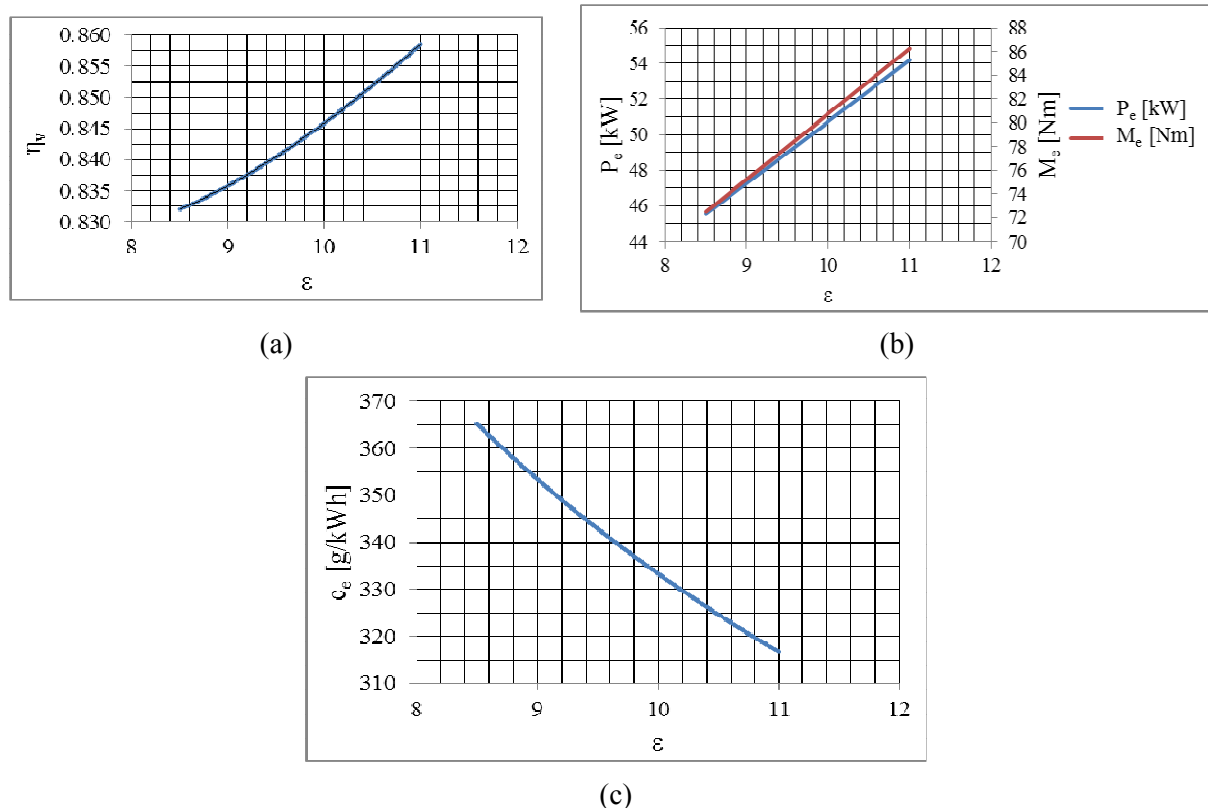 0.860
0.855
0.850
0.845
0.840
0.835
0.830
ηv
8 9 10 11 12
ε
(a)
56
54
52
50
48
46
44
Pe [kW]
88
86
84
82
80
78
76
74
72
70
Me [Nm]
8 9 10 11 12
ε
Pe [kW]
Me [Nm]
(b)
370
360
350
340
330
320
310
ce [g/kWh]
8 9 10 11 12
ε
(c)